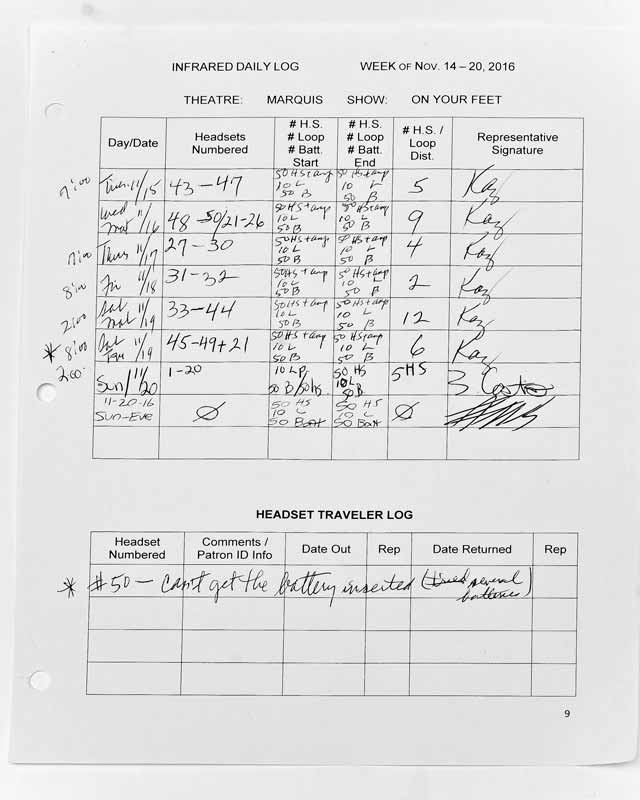 INFRARED DAILY LOG WEEK OF NOV. 14 – 20, 2016
THEATRE: MARQUIS SHOW: ON YOUR FEET
Day/Date
Headsets
Numbered
# H.S.
# Loop
# Batt.
Start
# H.S.
# Loop
# Batt.
End
# H.S. /
Loop
Dist.
Representative
Signature
7:00 Tues 11/15 43-47
50 HS + amp
10 L
50 B
50 HS + amp
10 L
50 B
5 Kaz
Wed
mat 11/16 48-50/21-26
50 HS + amp
10 L
50 B
50 HS + amp
10 L
50 B
9 Kaz
7:00 Thus 11/17 27-30
50 HS + amp
10 L
50 B
50 HS + amp
10 L
50 B
4 Kaz
8:00 Fri 11/18 31-32
50 HS + amp
10 L
50 B
50 HS + amp
10 L
50 B
2 Kaz
2:00 Sat
mat 11/19 33-44
50 HS + amp
10 L
50 B
50 HS + amp
10 L
50 B
12 Kaz
* 8:00 Sat 11/19 45-49+21
50 HS + amp
10 L
50 B
50 HS + amp
10 L
50 B
6 Kaz
Sun 11/20 1-20
10 LP
50 B/50 HS
50 HS
10 L
50 B
5 HS
11-20-16
Sun-Eve Ø
50 HS
10 L
50 Batt
50 HS
10 L
50 Batt
Ø
HEADSET TRAVELER LOG
Headset
Numbered
Comments /
Patron ID Info
Date Out
Rep
Date Returned
Rep
* #50 - Can't get the battery inserted (tried several
batteries)
9